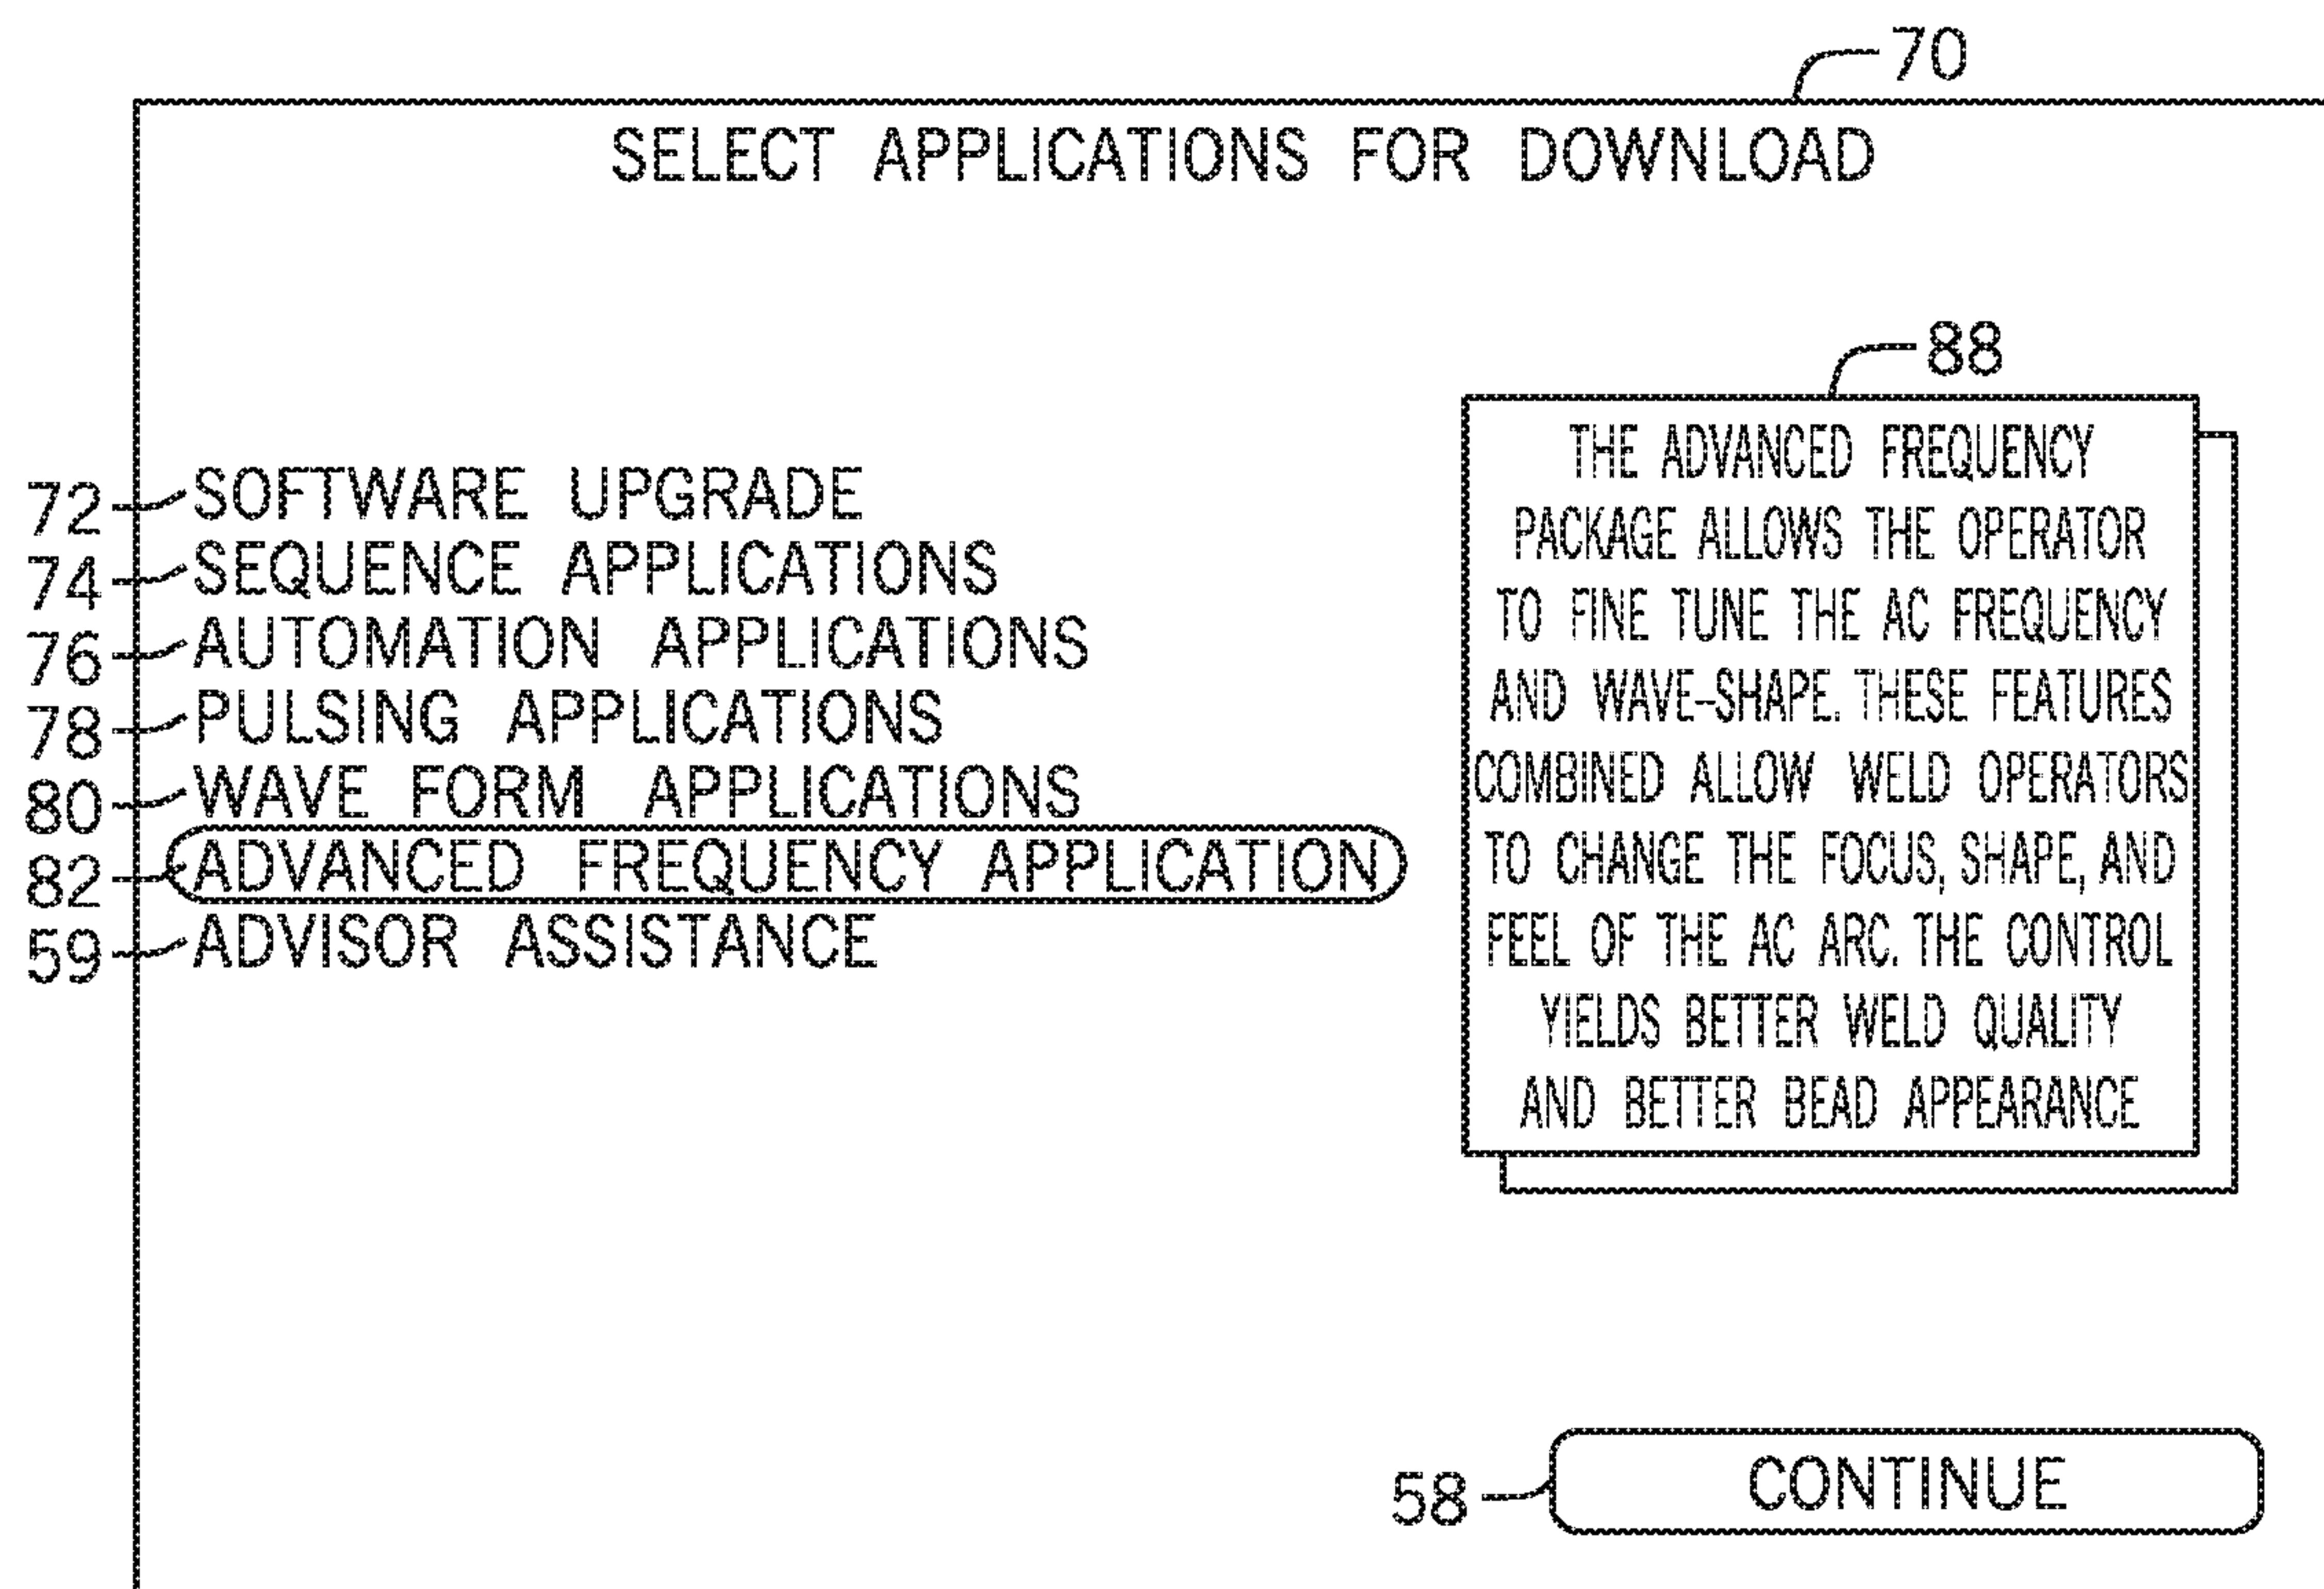 70
SELECT APPLICATIONS FOR DOWNLOAD
72 SOFTWARE UPGRADE
74 SEQUENCE APPLICATIONS
76 AUTOMATION APPLICATIONS
78 PULSING APPLICATIONS
80 WAVE FORM APPLICATIONS
82 ADVANCED FREQUENCY APPLICATION
59 ADVISOR ASSISTANCE
88
THE ADVANCED FREQUENCY
PACKAGE ALLOWS THE OPERATOR
TO FINE TUNE THE AC FREQUENCY
AND WAVE-SHAPE. THESE FEATURES
COMBINED ALLOW WELD OPERATORS
TO CHANGE THE FOCUS, SHAPE, AND
FEEL OF THE AC ARC. THE CONTROL
YIELDS BETTER WELD QUALITY
AND BETTER BEAD APPEARANCE
58 CONTINUE